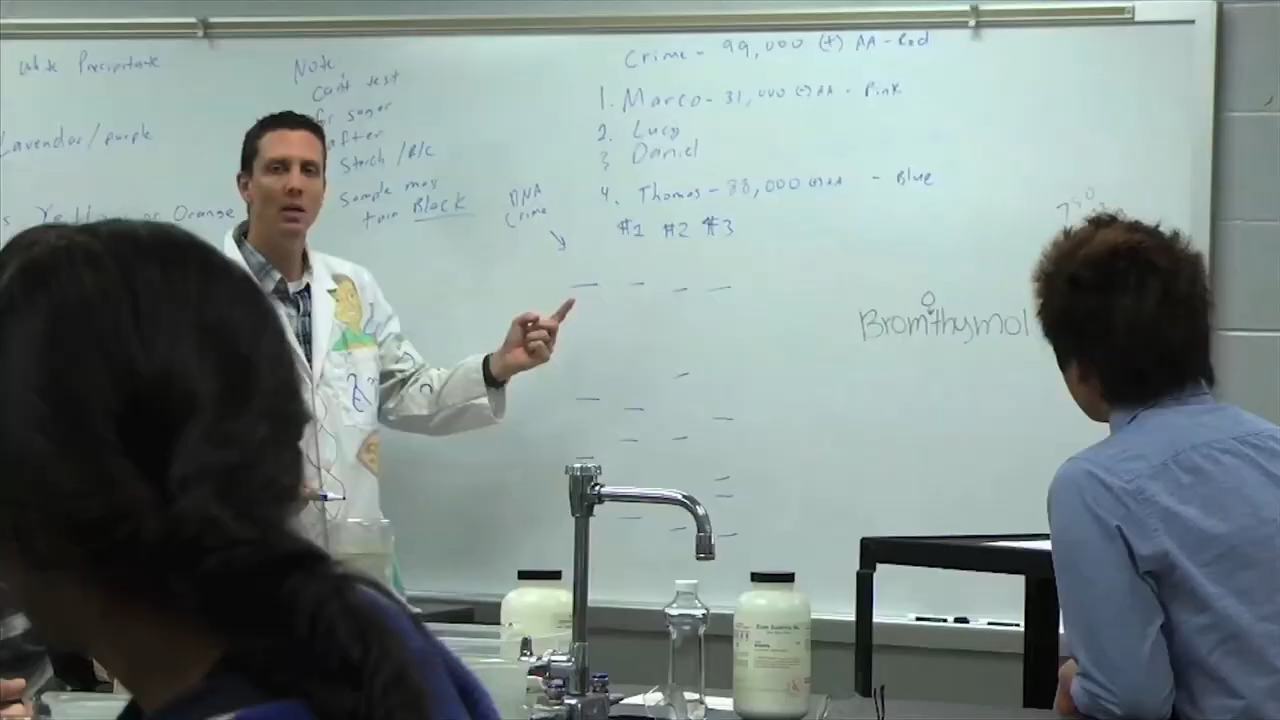 White Precipitate
Lavendar/purple
Yellow or Orange
Note,
can't test
for sugar
after
Starch /B/C
Sample may
turn Black
DNA
Crime
Crime - 99,000 (+) AA - Red
1. Marco - 31,000 (-) AA - Pink
2. Lucy
3 Daniel
4. Thomas - 88,000 (+) AA - Blue
#1 #2 #3
Bromthymol
o